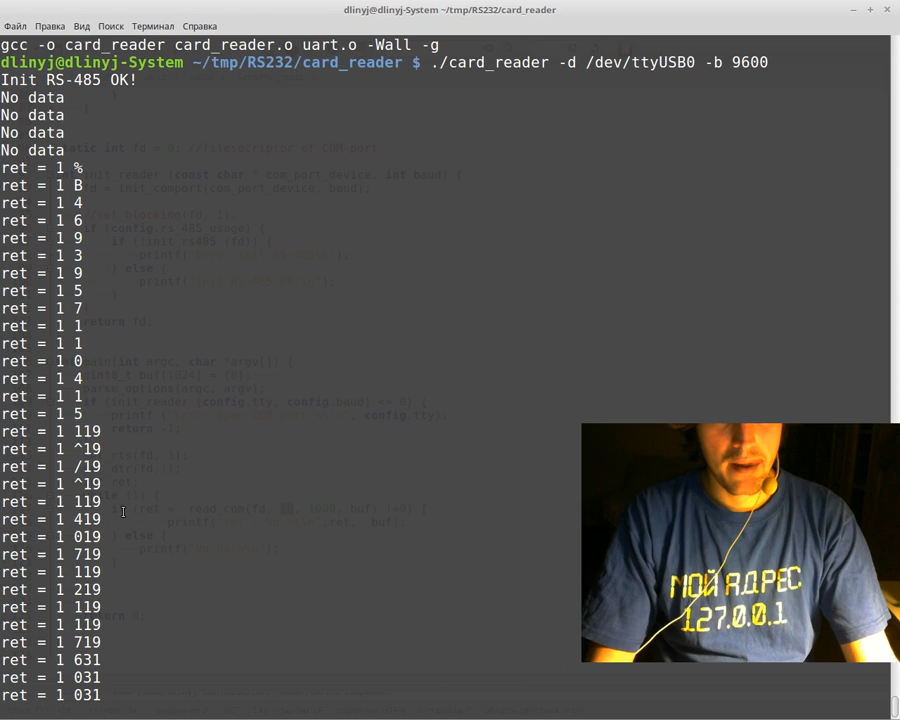 dlinyj@dlinyj-System ~/tmp/RS232/card_reader
Файл Правка Вид Поиск Терминал Справка
gcc -o card_reader card_reader.o uart.o -Wall -g
dlinyj@dlinyj-System ~/tmp/RS232/card_reader $ ./card_reader -d /dev/ttyUSB0 -b 9600
Init RS-485 OK!
No data
No data
No data
No data
ret = 1 %
ret = 1 B
ret = 1 4
ret = 1 6
ret = 1 9
ret = 1 3
ret = 1 9
ret = 1 5
ret = 1 7
ret = 1 1
ret = 1 1
ret = 1 0
ret = 1 4
ret = 1 1
ret = 1 5
ret = 1 119
ret = 1 ^19
ret = 1 /19
ret = 1 ^19
ret = 1 119
ret = 1 419
ret = 1 019
ret = 1 719
ret = 1 119
ret = 1 219
ret = 1 119
ret = 1 119
ret = 1 719
ret = 1 631
ret = 1 031
ret = 1 031
МОЙ АДРЕС
127.0.0.1